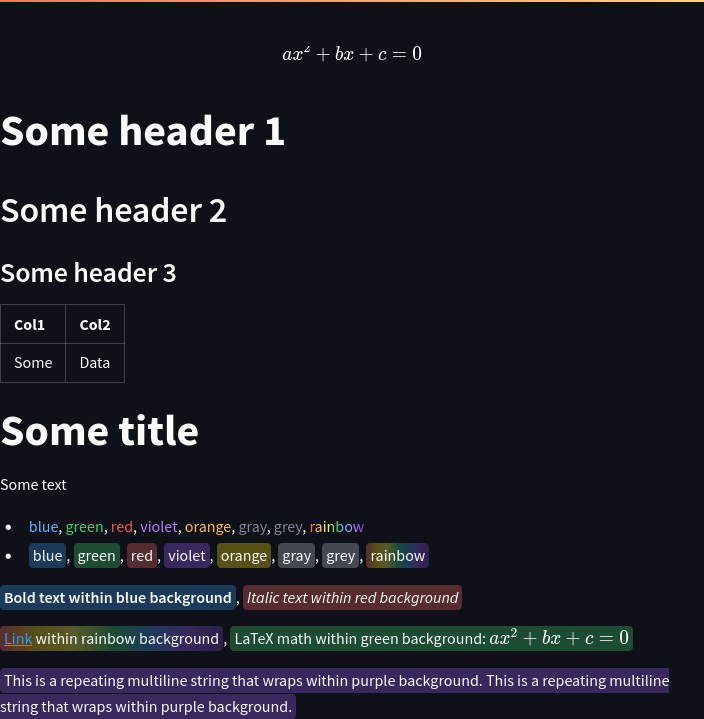 ax² + bx + c = 0
Some header 1
Some header 2
Some header 3
Col1 Col2
Some Data
Some title
Some text
• blue, green, red, violet, orange, gray, grey, rainbow
• blue, green, red, violet, orange, gray, grey, rainbow
Bold text within blue background, Italic text within red background
Link within rainbow background, LaTeX math within green background: ax² + bx + c = 0
This is a repeating multiline string that wraps within purple background. This is a repeating multiline
string that wraps within purple background.